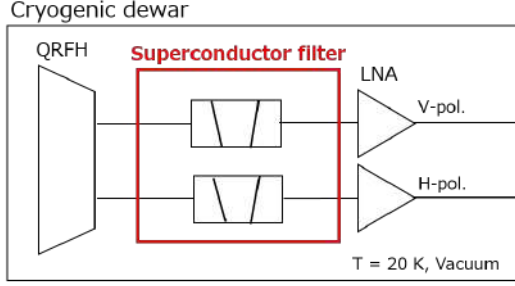 Cryogenic dewar
QRFH
Superconductor filter
LNA
V-pol.
H-pol.
T = 20 K, Vacuum